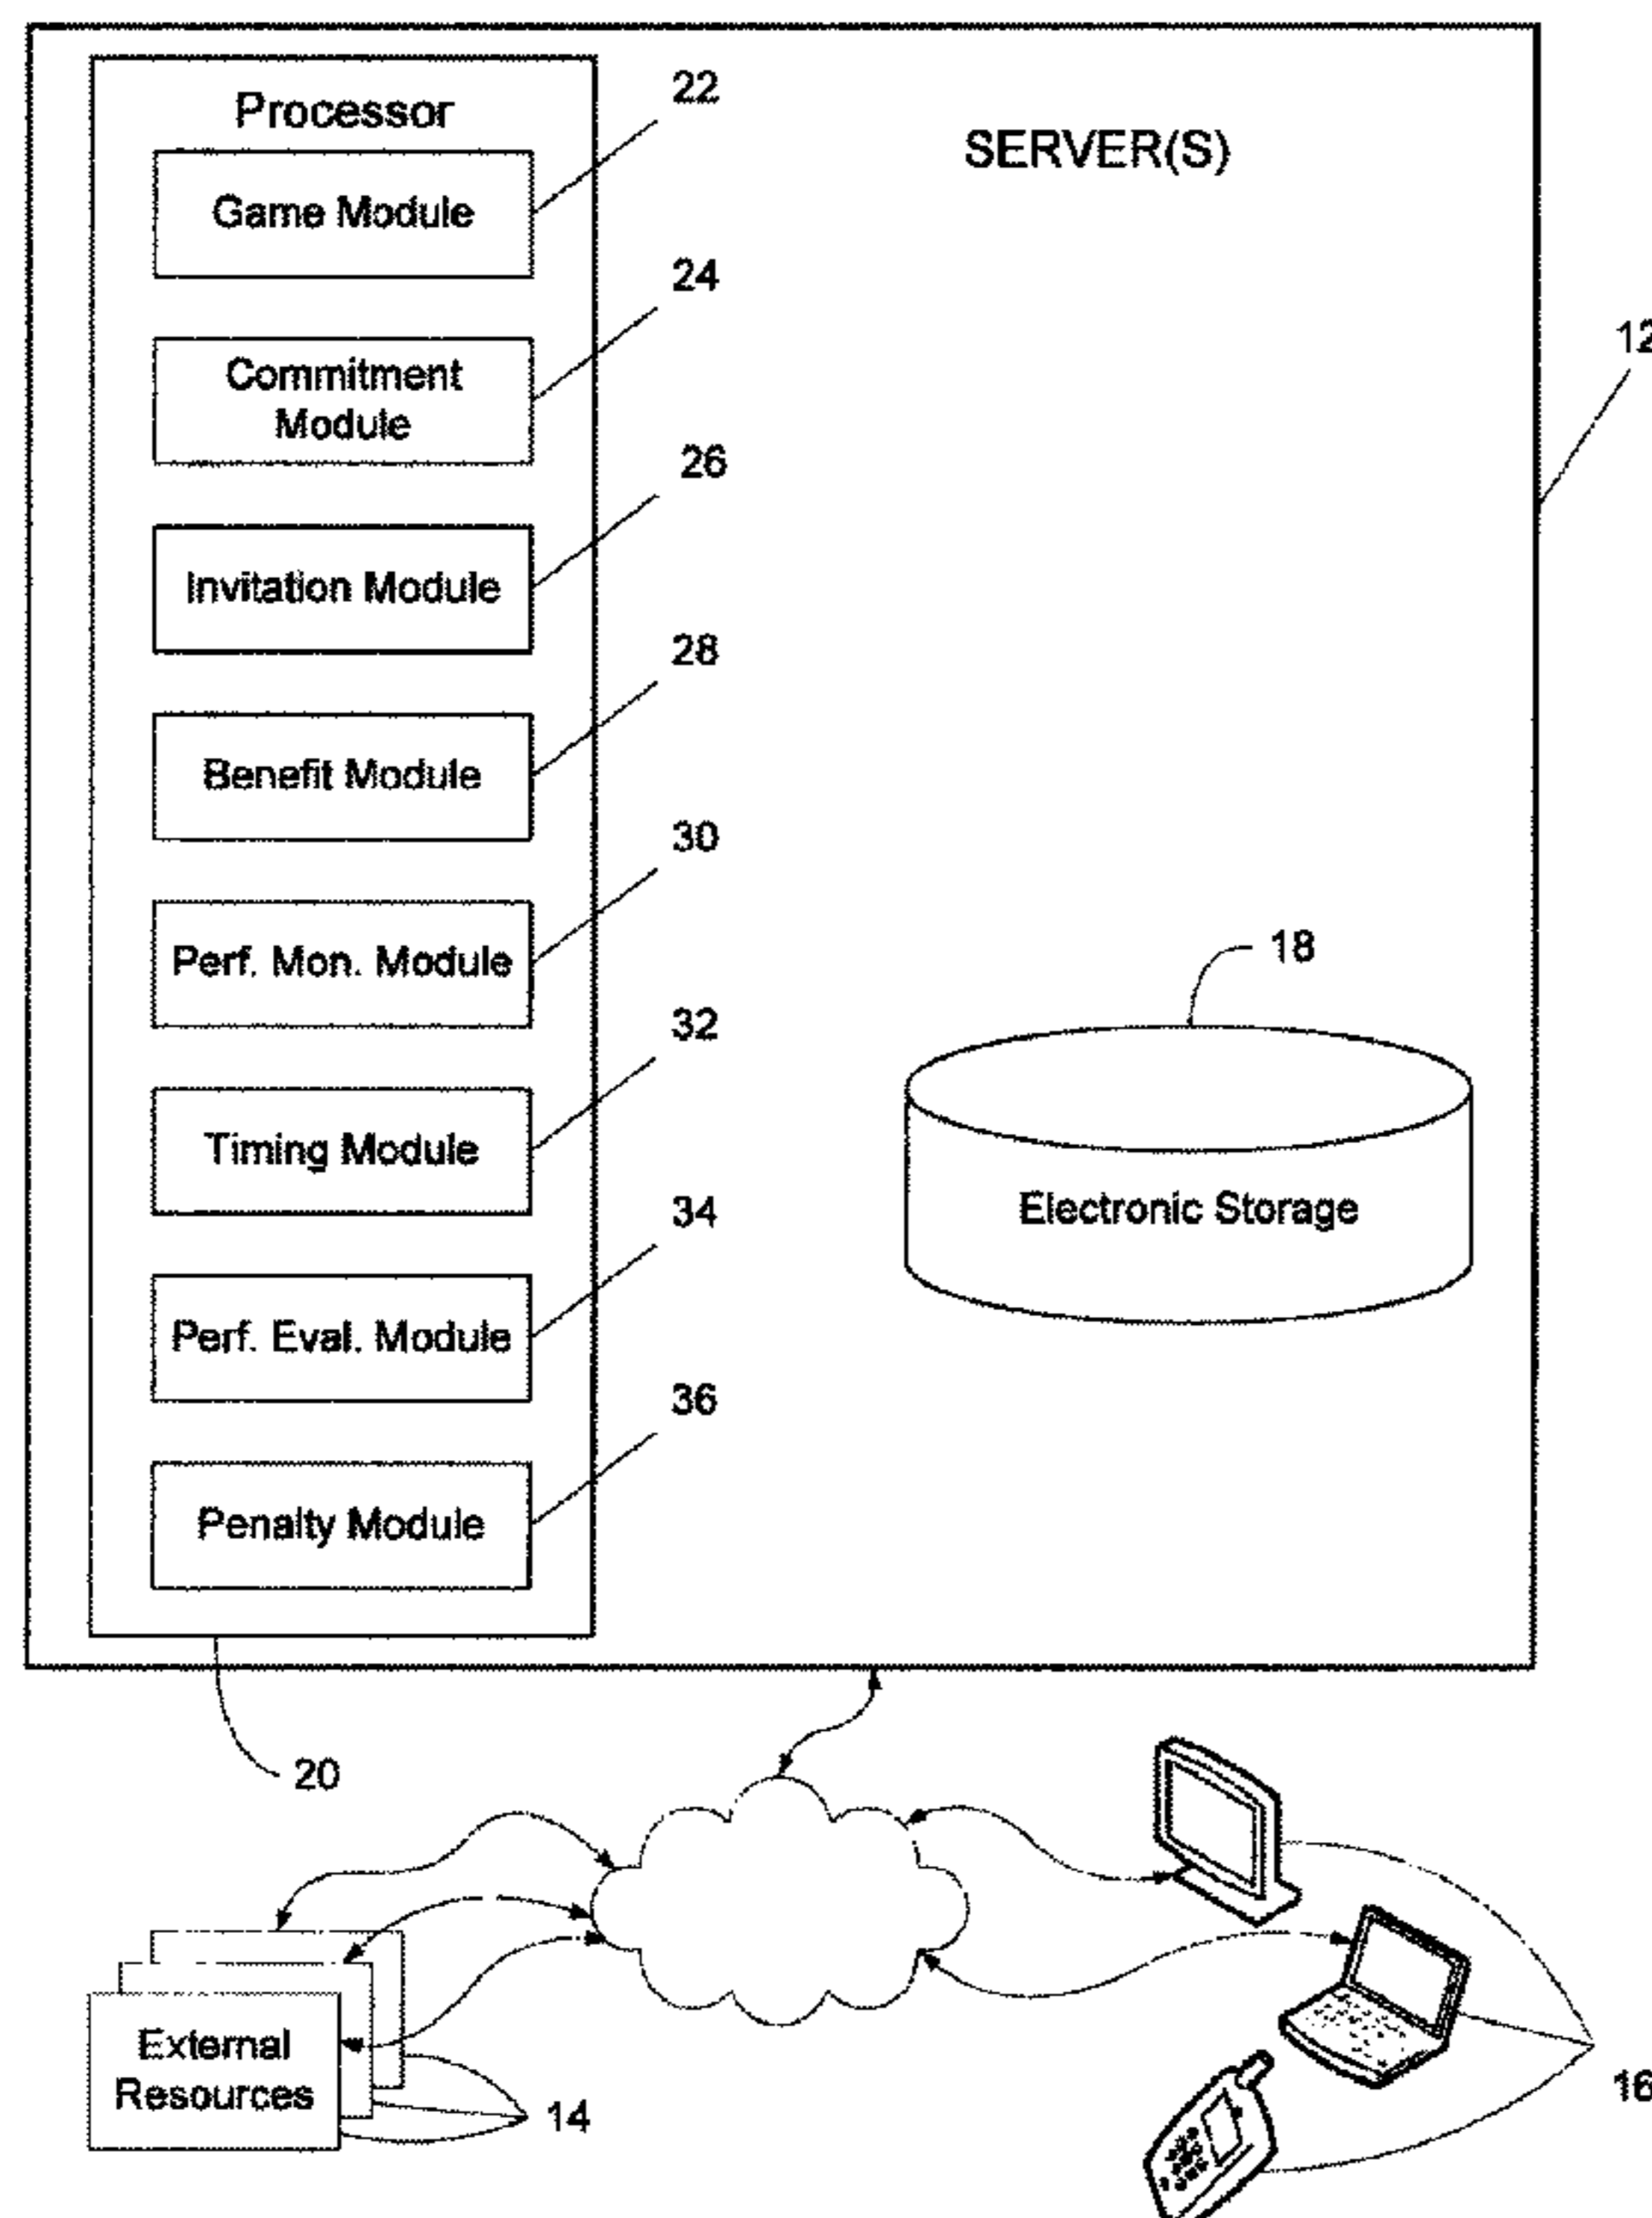 Processor
22
SERVER(S)
Game Module
24
Commitment
Module
12
26
Invitation Module
28
Benefit Module
30
Perf. Mon. Module
18
32
Timing Module
Electronic Storage
34
Perf. Eval. Module
36
Penalty Module
20
External
Resources
14
16